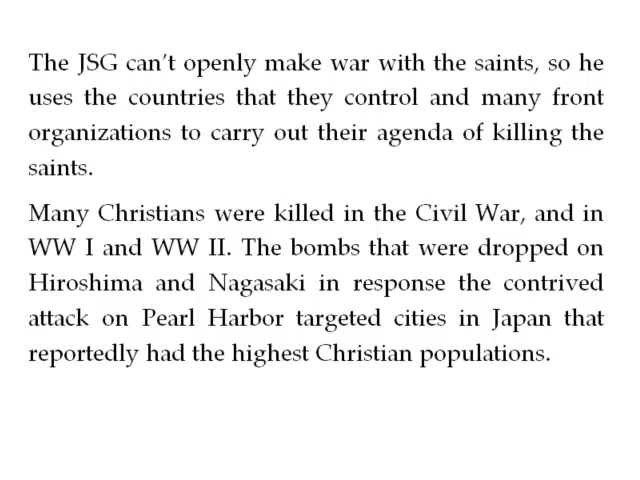 The JSG can't openly make war with the saints, so he
uses the countries that they control and many front
organizations to carry out their agenda of killing the
saints.
Many Christians were killed in the Civil War, and in
WW I and WW II. The bombs that were dropped on
Hiroshima and Nagasaki in response the contrived
attack on Pearl Harbor targeted cities in Japan that
reportedly had the highest Christian populations.